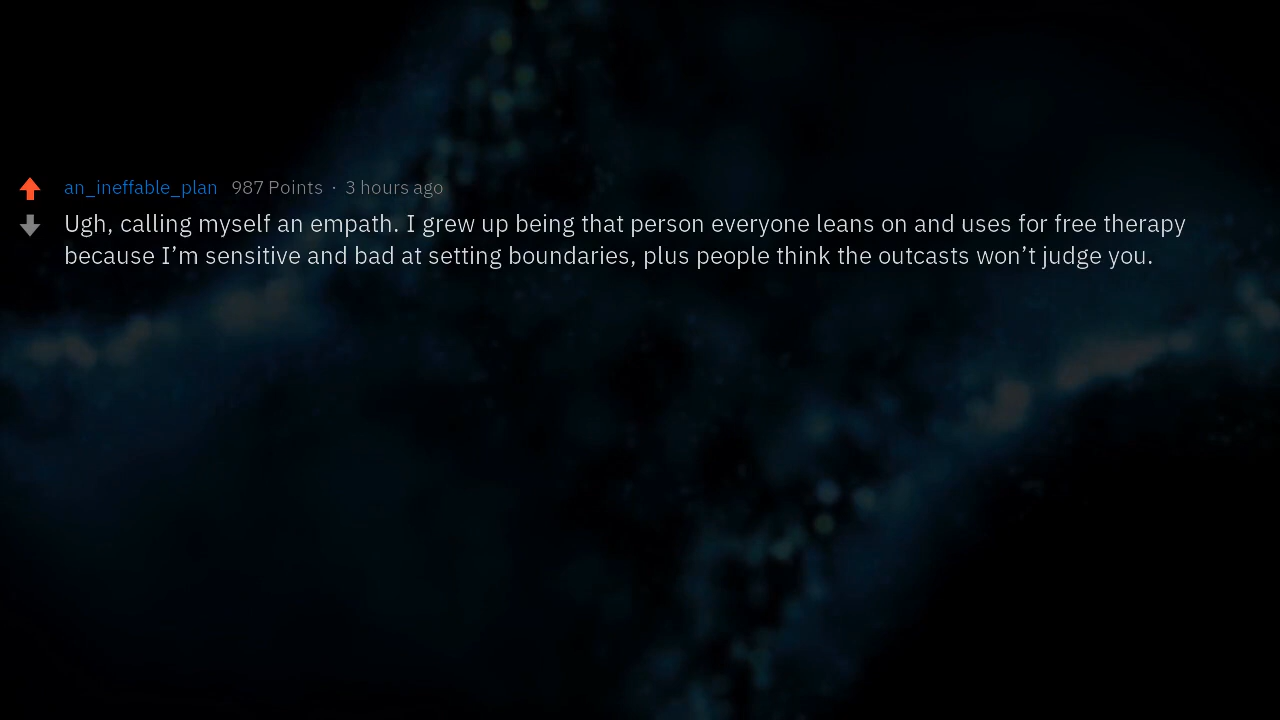 an_ineffable_plan 987 Points · 3 hours ago
Ugh, calling myself an empath. I grew up being that person everyone leans on and uses for free therapy
because I’m sensitive and bad at setting boundaries, plus people think the outcasts won’t judge you.